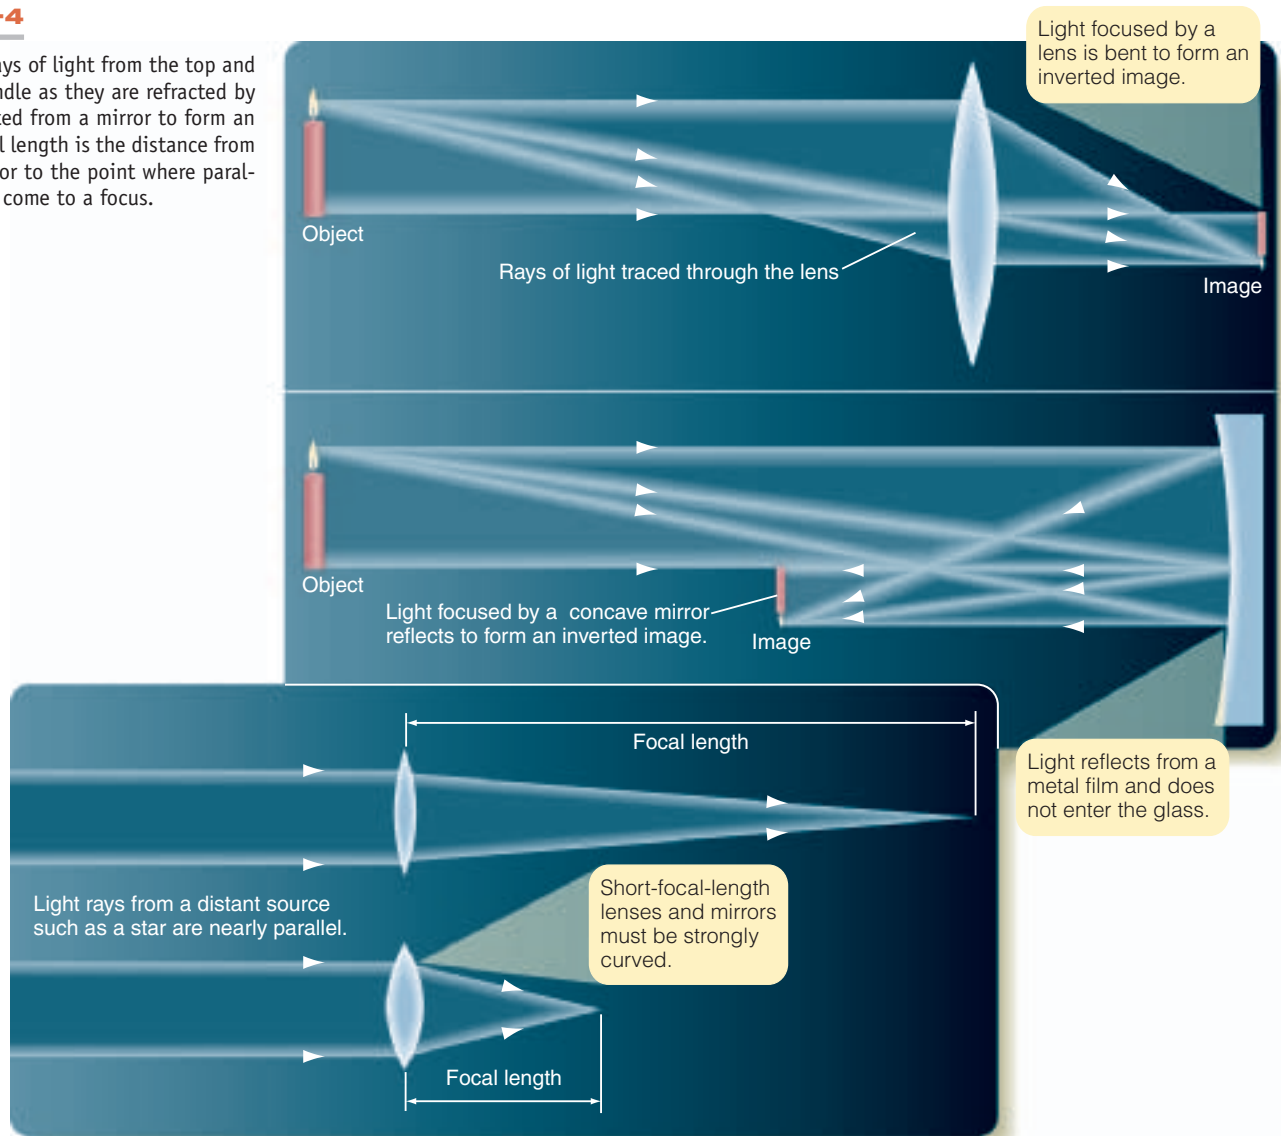 -4
ays of light from the top and
ndle as they are refracted by
ted from a mirror to form an
l length is the distance from
or to the point where paral-
come to a focus.
Light focused by a
lens is bent to form an
inverted image.
Object
Rays of light traced through the lens
Image
Object
Light focused by a concave mirror
reflects to form an inverted image.
Image
Light reflects from a
metal film and does
not enter the glass.
Focal length
Light rays from a distant source
such as a star are nearly parallel.
Short-focal-length
lenses and mirrors
must be strongly
curved.
Focal length